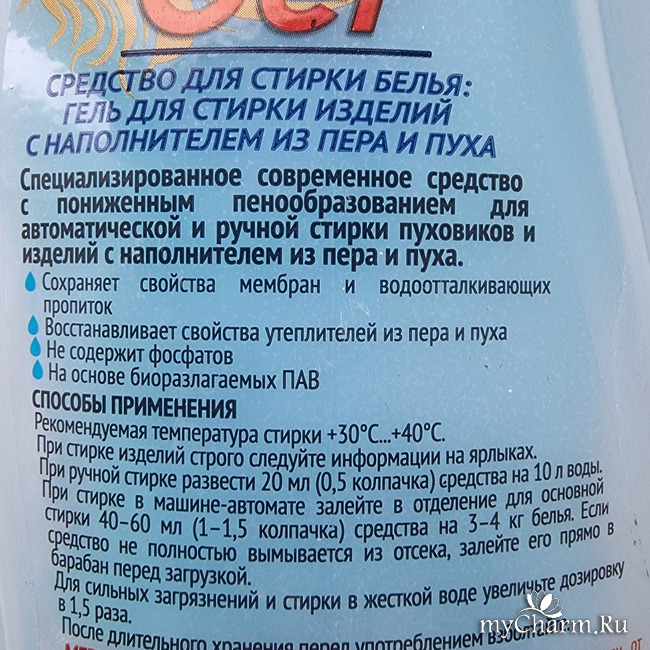 СРЕДСТВО ДЛЯ СТИРКИ БЕЛЬЯ:
ГЕЛЬ ДЛЯ СТИРКИ ИЗДЕЛИЙ
С НАПОЛНИТЕЛЕМ ИЗ ПЕРА И ПУХА
Специализированное современное средство
с пониженным пенообразованием для
автоматической и ручной стирки пуховиков и
изделий с наполнителем из пера и пуха.
Сохраняет свойства мембран и водоотталкивающих
пропиток
Восстанавливает свойства утеплителей из пера и пуха
Не содержит фосфатов
На основе биоразлагаемых ПАВ
СПОСОБЫ ПРИМЕНЕНИЯ
Рекомендуемая температура стирки +30°С...+40°С.
При стирке изделий строго следуйте информации на ярлыках.
При ручной стирке развести 20 мл (0,5 колпачка) средства на 10 л воды.
При стирке в машине-автомате залейте в отделение для основной
стирки 40–60 мл (1–1,5 колпачка) средства на 3–4 кг белья. Если
средство не полностью вымывается из отсека, залейте его прямо в
барабан перед загрузкой.
Для сильных загрязнений и стирки в жесткой воде увеличьте дозировку
в 1,5 раза.
После длительного хранения перед употреблением
myCharm.Ru